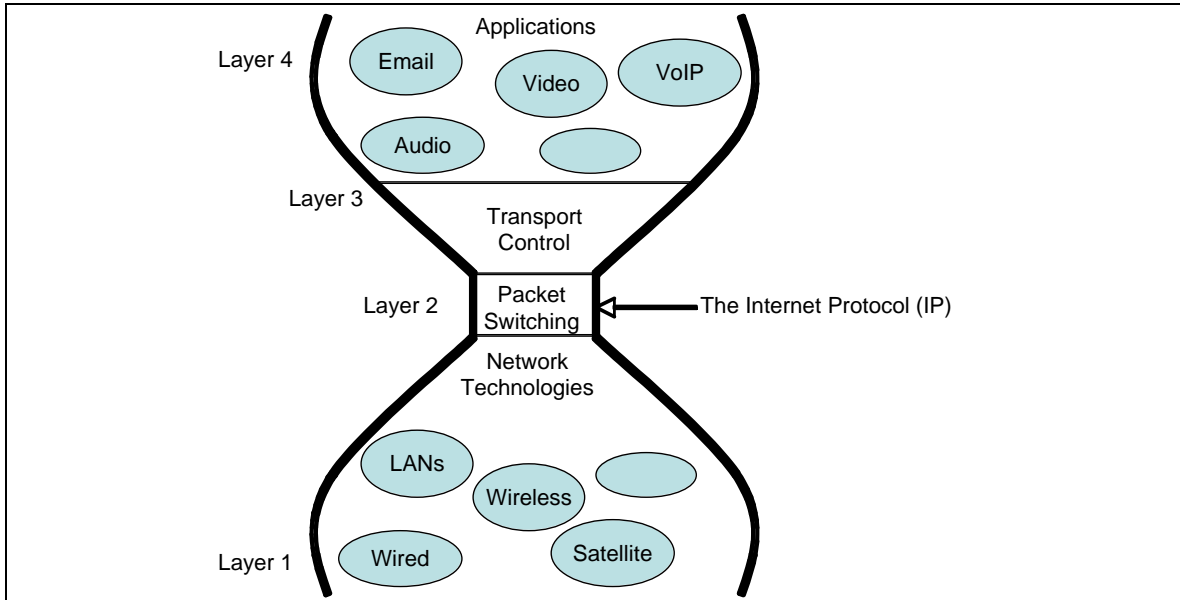 Applications
Layer 4
Email
Video
VoIP
Audio
Layer 3
Transport
Control
Layer 2
Packet
Switching
The Internet Protocol (IP)
Network
Technologies
LANs
Wireless
Layer 1
Wired
Satellite